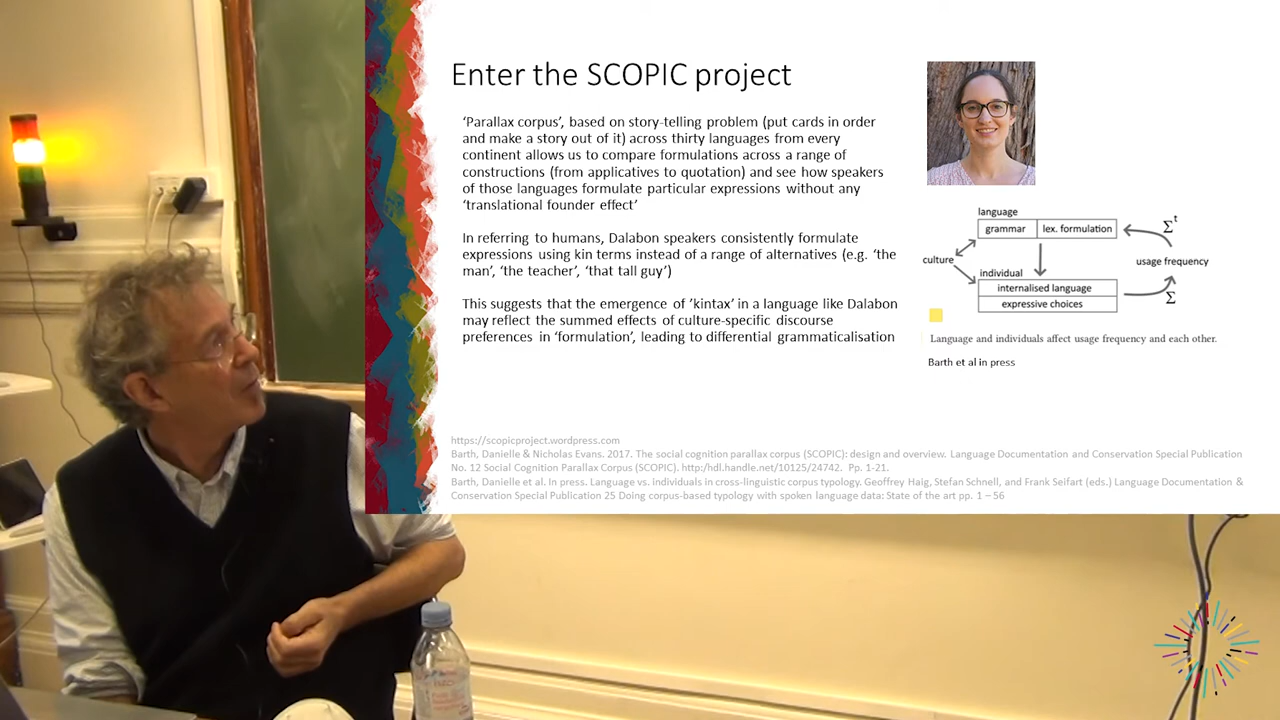 Enter the SCOPIC project
‘Parallax corpus’, based on story-telling problem (put cards in order
and make a story out of it) across thirty languages from every
continent allows us to compare formulations across a range of
constructions (from applicatives to quotation) and see how speakers
of those languages formulate particular expressions without any
‘translational founder effect’
In referring to humans, Dalabon speakers consistently formulate
expressions using kin terms instead of a range of alternatives (e.g. ‘the
man’, ‘the teacher’, ‘that tall guy’)
This suggests that the emergence of ‘kintax’ in a language like Dalabon
may reflect the summed effects of culture-specific discourse
preferences in ‘formulation’, leading to differential grammaticalisation
language
grammar
lex. formulation
Σt
culture
usage frequency
individual
internalised language
expressive choices
Σ
Language and individuals affect usage frequency and each other.
Barth et al in press
https://scopicproject.wordpress.com
Barth, Danielle & Nicholas Evans. 2017. The social cognition parallax corpus (SCOPIC): design and overview. Language Documentation and Conservation Special Publication
No. 12 Social Cognition Parallax Corpus (SCOPIC). http:/hdl.handle.net/10125/24742. Pp. 1-21.
Barth, Danielle et al. In press. Language vs. individuals in cross-linguistic corpus typology. Geoffrey Haig, Stefan Schnell, and Frank Seifart (eds.) Language Documentation &
Conservation Special Publication 25 Doing corpus-based typology with spoken language data: State of the art pp. 1 – 56